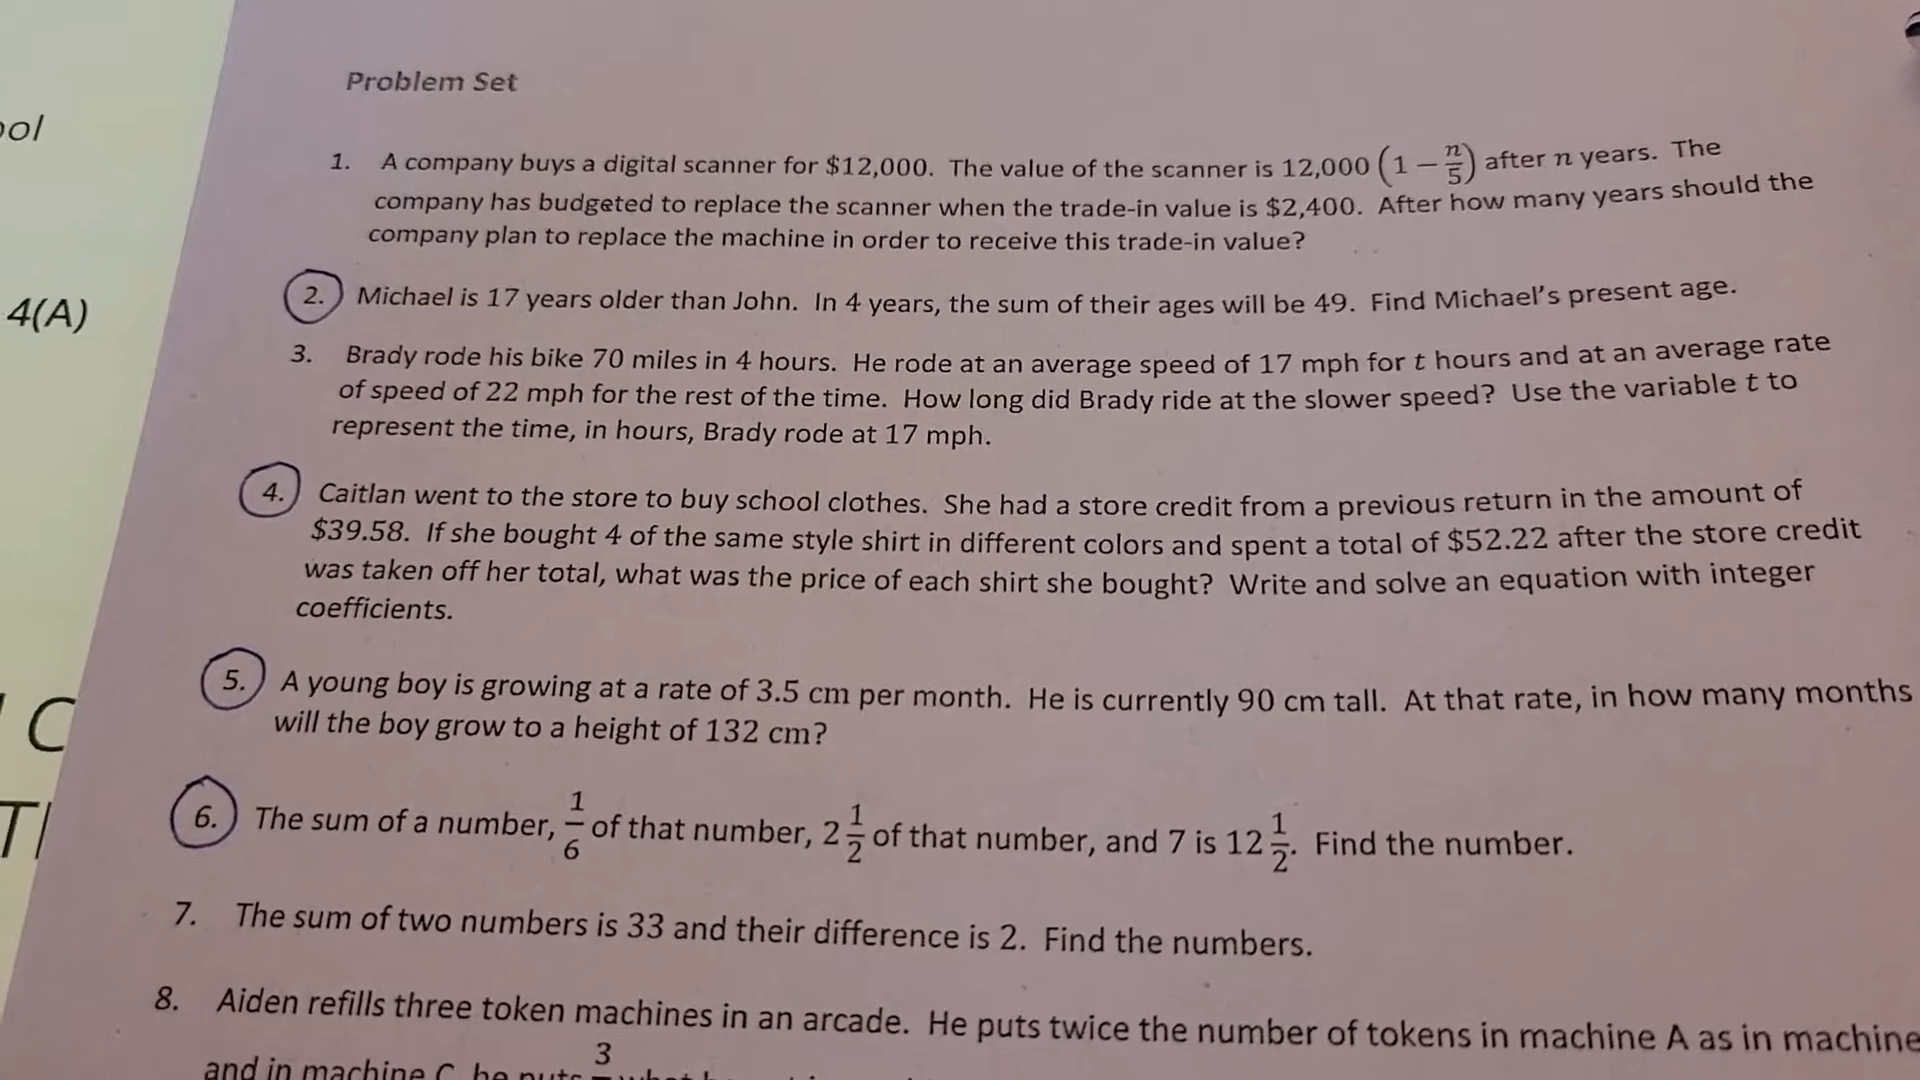 ol
4(A)
C
Problem Set
1. A company buys a digital scanner for $12,000. The value of the scanner is 12,000 (1 − n/5) after n years. The
company has budgeted to replace the scanner when the trade-in value is $2,400. After how many years should the
company plan to replace the machine in order to receive this trade-in value?
2. Michael is 17 years older than John. In 4 years, the sum of their ages will be 49. Find Michael's present age.
3. Brady rode his bike 70 miles in 4 hours. He rode at an average speed of 17 mph for t hours and at an average rate
of speed of 22 mph for the rest of the time. How long did Brady ride at the slower speed? Use the variable t to
represent the time, in hours, Brady rode at 17 mph.
4. Caitlan went to the store to buy school clothes. She had a store credit from a previous return in the amount of
$39.58. If she bought 4 of the same style shirt in different colors and spent a total of $52.22 after the store credit
was taken off her total, what was the price of each shirt she bought? Write and solve an equation with integer
coefficients.
5. A young boy is growing at a rate of 3.5 cm per month. He is currently 90 cm tall. At that rate, in how many months
will the boy grow to a height of 132 cm?
6. The sum of a number, 1/6 of that number, 2 1/2 of that number, and 7 is 12 1/2. Find the number.
7. The sum of two numbers is 33 and their difference is 2. Find the numbers.
8. Aiden refills three token machines in an arcade. He puts twice the number of tokens in machine A as in machine
and in machine C, he puts 3